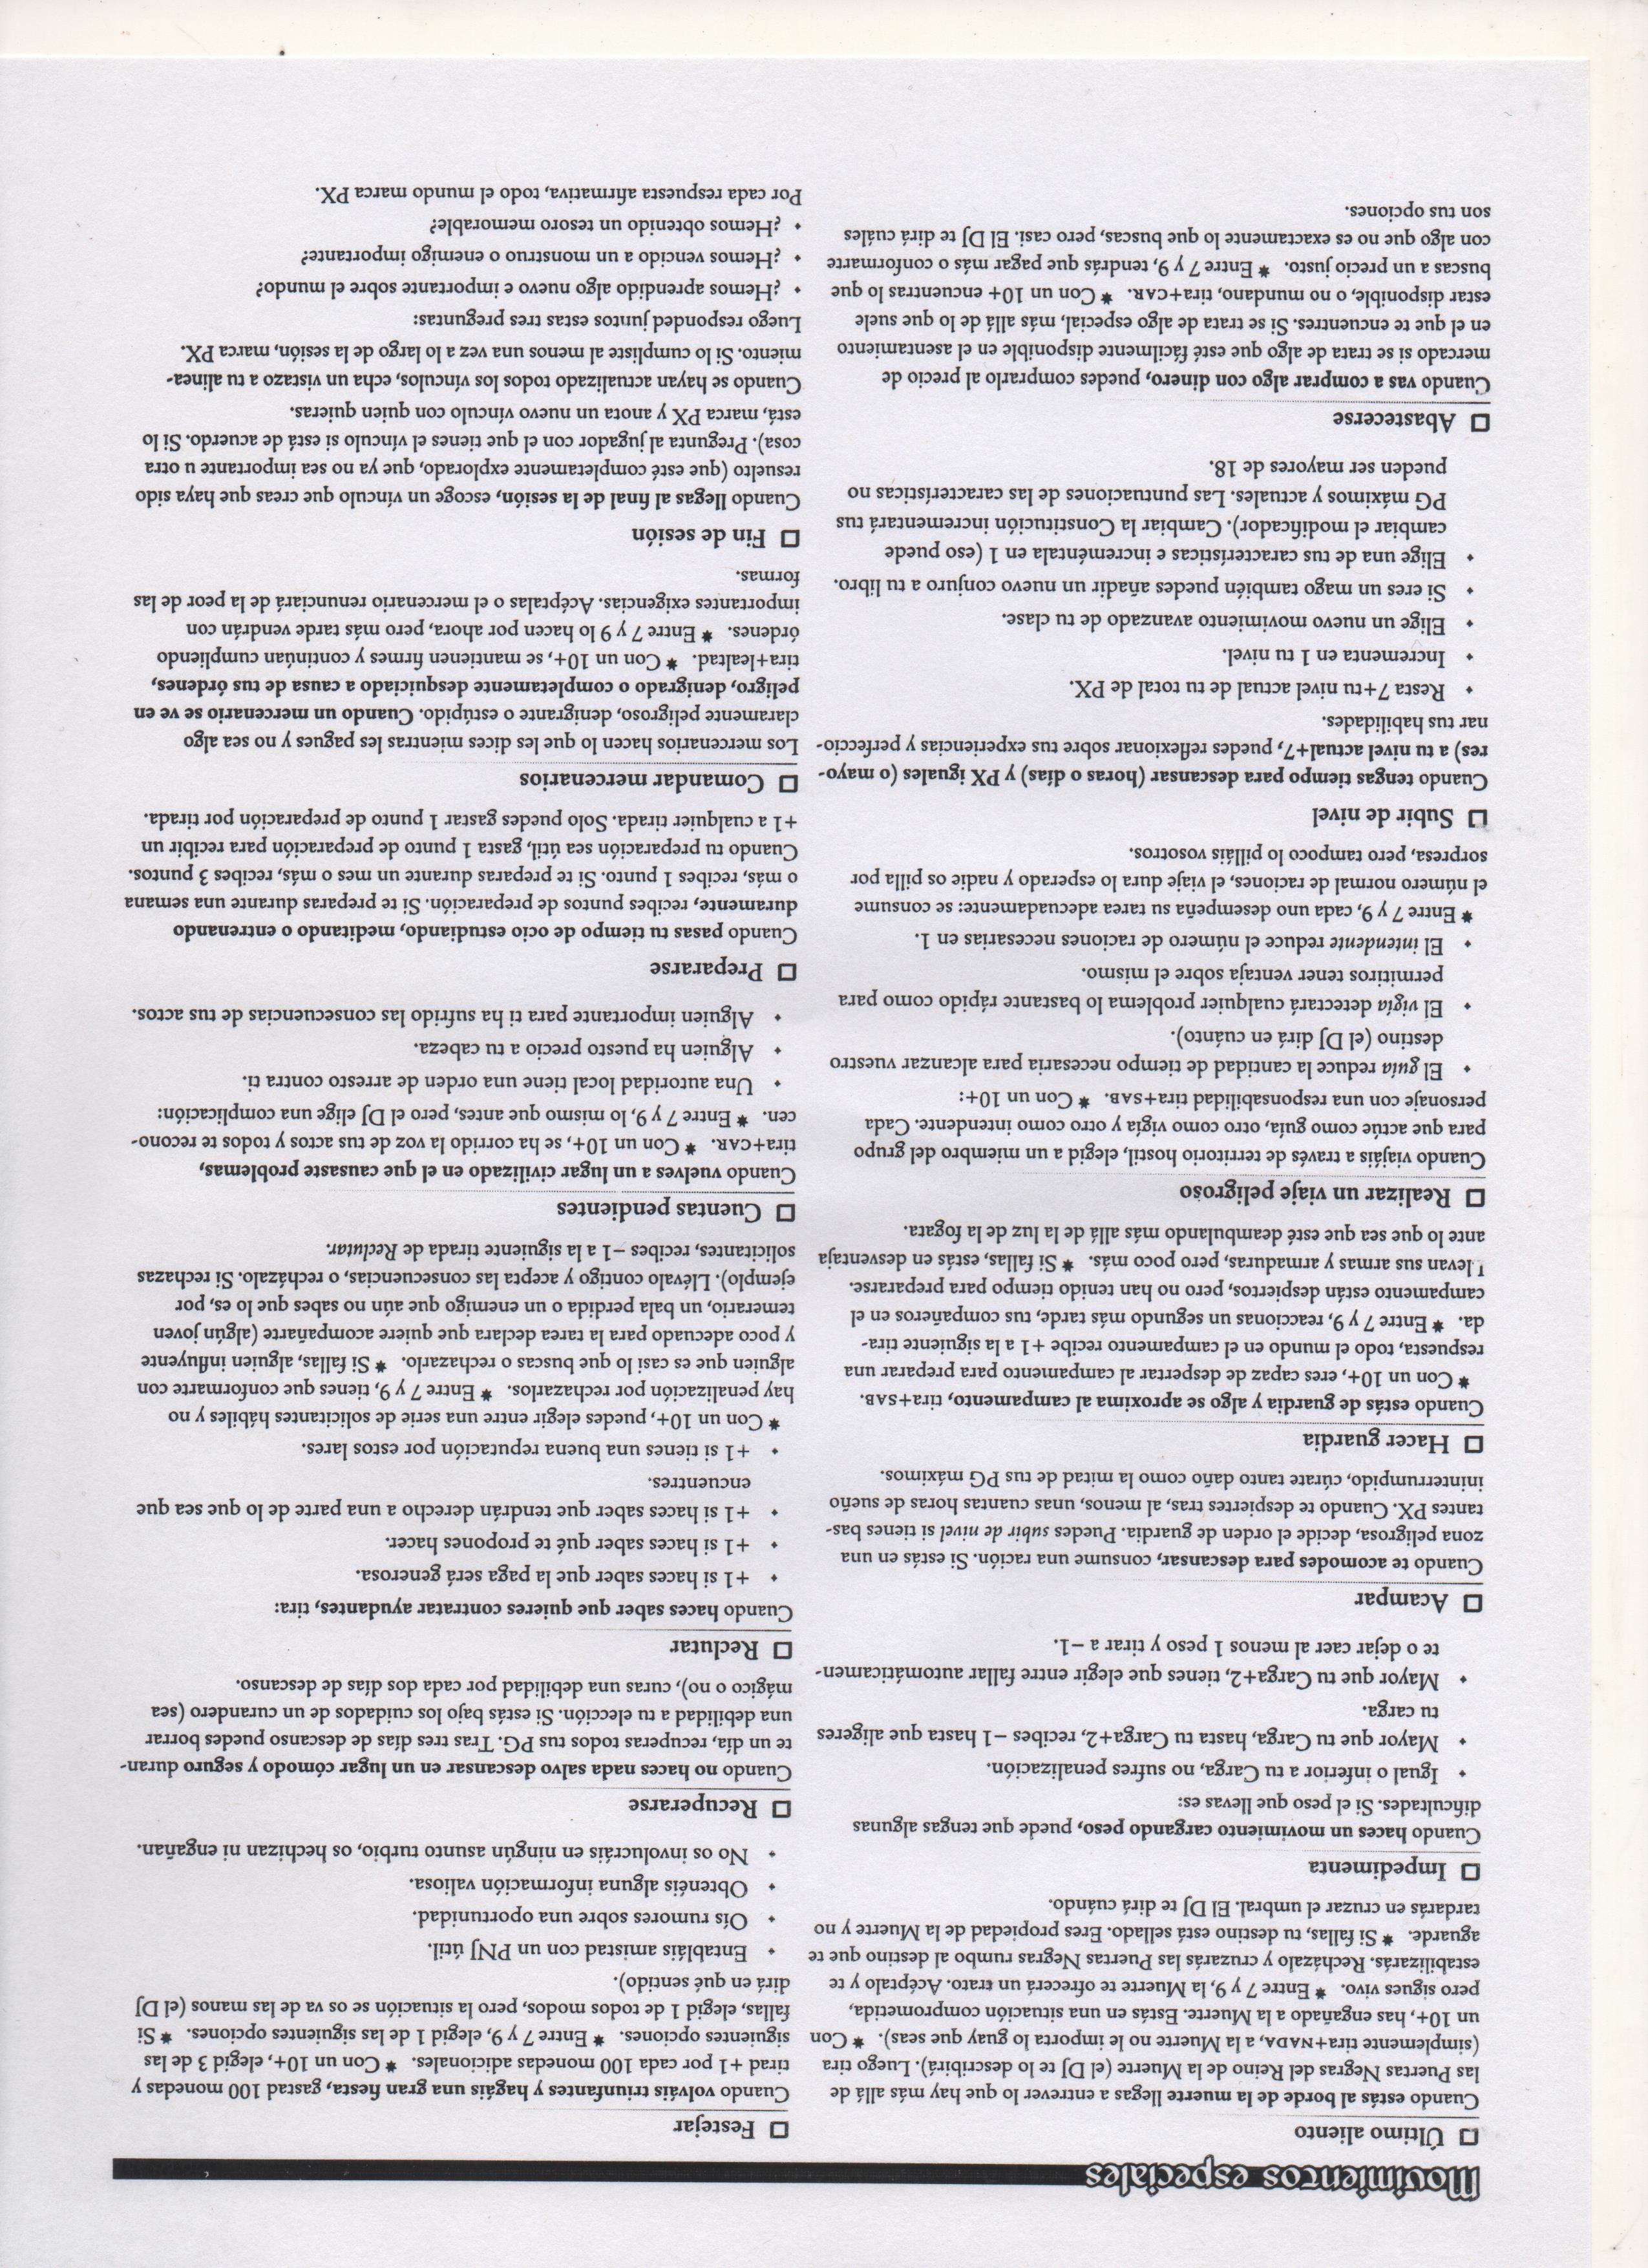 Movimientos especiales
Último aliento
Cuando estás al borde de la muerte llegas a entrever lo que hay más allá de
las Puertas Negras del Reino de la Muerte (el DJ te lo describirá). Luego tira
(simplemente tira+NADA, a la Muerte no le importa lo guay que seas). * Con
un 10+, has engañado a la Muerte. Estás en una situación comprometida,
pero sigues vivo. * Entre 7 y 9, la Muerte te ofrecerá un trato. Acéptalo y te
estabilizarás. Recházalo y cruzarás las Puertas Negras rumbo al destino que te
aguarde. * Si fallas, tu destino está sellado. Eres propiedad de la Muerte y no
tardarás en cruzar el umbral. El DJ te dirá cuándo.
Impedimenta
Cuando haces un movimiento cargando peso, puede que tengas algunas
dificultades. Si el peso que llevas es:
• Igual o inferior a tu Carga, no sufres penalización.
• Mayor que tu Carga, hasta tu Carga+2, recibes −1 hasta que aligeres
tu carga.
• Mayor que tu Carga+2, tienes que elegir entre fallar automáticamen-
te o dejar caer al menos 1 peso y tirar a −1.
Acampar
Cuando te acomodes para descansar, consume una ración. Si estás en una
zona peligrosa, decide el orden de guardia. Puedes subir de nivel si tienes bas-
tantes PX. Cuando te despiertes tras, al menos, unas cuantas horas de sueño
ininterrumpido, cúrate tanto daño como la mitad de tus PG máximos.
Hacer guardia
Cuando estás de guardia y algo se aproxima al campamento, tira+SAB.
* Con un 10+, eres capaz de despertar al campamento para preparar una
respuesta, todo el mundo en el campamento recibe +1 a la siguiente tira-
da. * Entre 7 y 9, reaccionas un segundo más tarde, tus compañeros en el
campamento están despiertos, pero no han tenido tiempo para prepararse.
Llevan sus armas y armaduras, pero poco más. * Si fallas, estás en desventaja
ante lo que sea que esté deambulando más allá de la luz de la fogata.
Realizar un viaje peligroso
Cuando viajáis a través de territorio hostil, elegid a un miembro del grupo
para que actúe como guía, otro como vigía y otro como intendente. Cada
personaje con una responsabilidad tira+SAB. * Con un 10+:
• El guía reduce la cantidad de tiempo necesaria para alcanzar vuestro
destino (el DJ dirá en cuánto).
• El vigía detectará cualquier problema lo bastante rápido como para
permitiros tener ventaja sobre el mismo.
• El intendente reduce el número de raciones necesarias en 1.
* Entre 7 y 9, cada uno desempeña su tarea adecuadamente: se consume
el número normal de raciones, el viaje dura lo esperado y nadie os pilla por
sorpresa, pero tampoco lo pilláis vosotros.
Subir de nivel
Cuando tengas tiempo para descansar (horas o días) y PX iguales (o mayo-
res) a tu nivel actual+7, puedes reflexionar sobre tus experiencias y perfeccio-
nar tus habilidades.
• Resta 7+tu nivel actual de tu total de PX.
• Incrementa en 1 tu nivel.
• Elige un nuevo movimiento avanzado de tu clase.
• Si eres un mago también puedes añadir un nuevo conjuro a tu libro.
• Elige una de tus características e increméntala en 1 (eso puede
cambiar el modificador). Cambiar la Constitución incrementará tus
PG máximos y actuales. Las puntuaciones de las características no
pueden ser mayores de 18.
Abastecerse
Cuando vas a comprar algo con dinero, puedes comprarlo al precio de
mercado si se trata de algo que esté fácilmente disponible en el asentamiento
en el que te encuentres. Si se trata de algo especial, más allá de lo que suele
estar disponible, o no mundano, tira+CAR. * Con un 10+ encuentras lo que
buscas a un precio justo. * Entre 7 y 9, tendrás que pagar más o conformarte
con algo que no es exactamente lo que buscas, pero casi. El DJ te dirá cuáles
son tus opciones.
Festejar
Cuando volváis triunfantes y hagáis una gran fiesta, gastad 100 monedas y
tirad +1 por cada 100 monedas adicionales. * Con un 10+, elegid 3 de las
siguientes opciones. * Entre 7 y 9, elegid 1 de las siguientes opciones. * Si
fallas, elegid 1 de todos modos, pero la situación se os va de las manos (el DJ
dirá en qué sentido).
• Entabláis amistad con un PNJ útil.
• Oís rumores sobre una oportunidad.
• Obtenéis alguna información valiosa.
• No os involucráis en ningún asunto turbio, os hechizan ni engañan.
Recuperarse
Cuando no haces nada salvo descansar en un lugar cómodo y seguro duran-
te un día, recuperas todos tus PG. Tras tres días de descanso puedes borrar
una debilidad a tu elección. Si estás bajo los cuidados de un curandero (sea
mágico o no), curas una debilidad por cada dos días de descanso.
Reclutar
Cuando haces saber que quieres contratar ayudantes, tira:
• +1 si haces saber que la paga será generosa.
• +1 si haces saber qué te propones hacer.
• +1 si haces saber que tendrán derecho a una parte de lo que sea que
encuentres.
• +1 si tienes una buena reputación por estos lares.
* Con un 10+, puedes elegir entre una serie de solicitantes hábiles y no
hay penalización por rechazarlos. * Entre 7 y 9, tienes que conformarte con
alguien que es casi lo que buscas o rechazarlo. * Si fallas, alguien influyente
y poco adecuado para la tarea declara que quiere acompañarte (algún joven
temerario, un bala perdida o un enemigo que aún no sabes que lo es, por
ejemplo). Llévalo contigo y acepta las consecuencias, o recházalo. Si rechazas
solicitantes, recibes −1 a la siguiente tirada de Reclutar.
Cuentas pendientes
Cuando vuelves a un lugar civilizado en el que causaste problemas,
tira+CAR. * Con un 10+, se ha corrido la voz de tus actos y todos te recono-
cen. * Entre 7 y 9, lo mismo que antes, pero el DJ elige una complicación:
• Una autoridad local tiene una orden de arresto contra ti.
• Alguien ha puesto precio a tu cabeza.
• Alguien importante para ti ha sufrido las consecuencias de tus actos.
Prepararse
Cuando pasas tu tiempo de ocio estudiando, meditando o entrenando
duramente, recibes puntos de preparación. Si te preparas durante una semana
o más, recibes 1 punto. Si te preparas durante un mes o más, recibes 3 puntos.
Cuando tu preparación sea útil, gasta 1 punto de preparación para recibir un
+1 a cualquier tirada. Solo puedes gastar 1 punto de preparación por tirada.
Comandar mercenarios
Los mercenarios hacen lo que les dices mientras les pagues y no sea algo
claramente peligroso, denigrante o estúpido. Cuando un mercenario se ve en
peligro, denigrado o completamente desquiciado a causa de tus órdenes,
tira+lealtad. * Con un 10+, se mantienen firmes y continúan cumpliendo
órdenes. * Entre 7 y 9 lo hacen por ahora, pero más tarde vendrán con
importantes exigencias. Acéptalas o el mercenario renunciará de la peor de las
formas.
Fin de sesión
Cuando llegas al final de la sesión, escoge un vínculo que creas que haya sido
resuelto (que esté completamente explorado, que ya no sea importante u otra
cosa). Pregunta al jugador con el que tienes el vínculo si está de acuerdo. Si lo
está, marca PX y anota un nuevo vínculo con quien quieras.
Cuando se hayan actualizado todos los vínculos, echa un vistazo a tu alinea-
miento. Si lo cumpliste al menos una vez a lo largo de la sesión, marca PX.
Luego responded juntos estas tres preguntas:
• ¿Hemos aprendido algo nuevo e importante sobre el mundo?
• ¿Hemos vencido a un monstruo o enemigo importante?
• ¿Hemos obtenido un tesoro memorable?
Por cada respuesta afirmativa, todo el mundo marca PX.